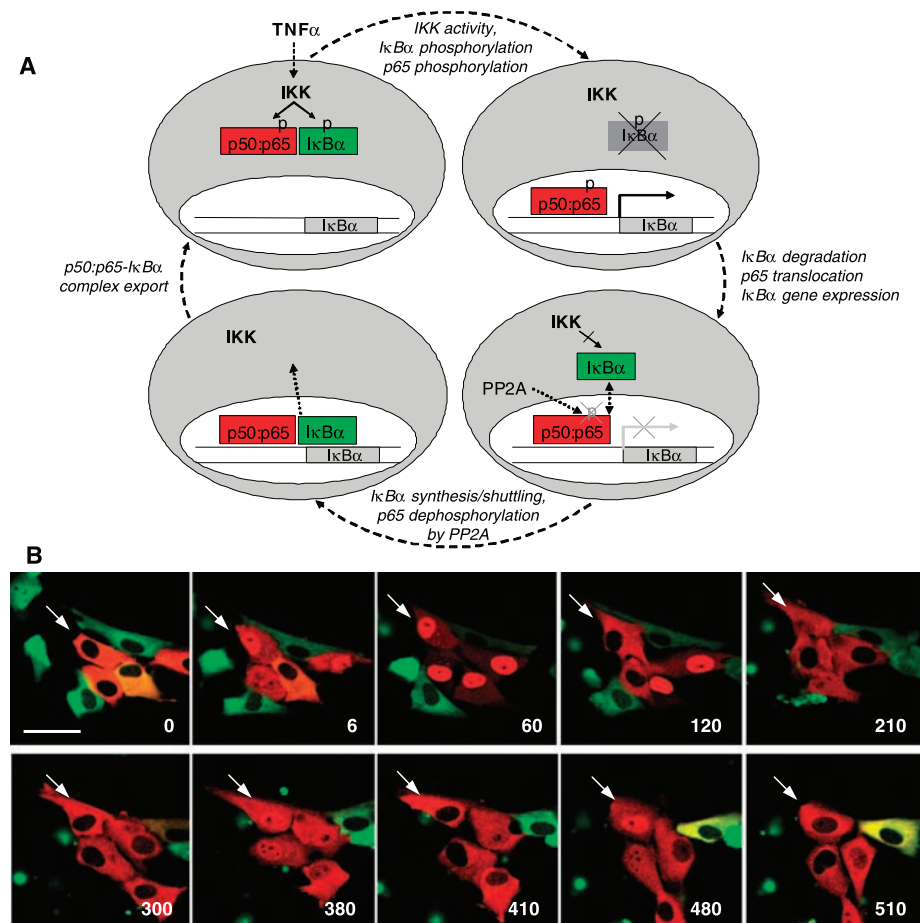 A
TNFα
IKK activity,
IκBα phosphorylation
p65 phosphorylation
IKK
p
p
p50:p65
IκBα
IκBα
IKK
p
IκBα
p
p50:p65
IκBα
p50:p65-IκBα
complex export
IκBα degradation
p65 translocation
IκBα gene expression
IKK
p50:p65
IκBα
IκBα
IKK
IκBα
PP2A
p
p50:p65
IκBα
IκBα synthesis/shuttling,
p65 dephosphorylation
by PP2A
B
0
6
60
120
210
300
380
410
480
510